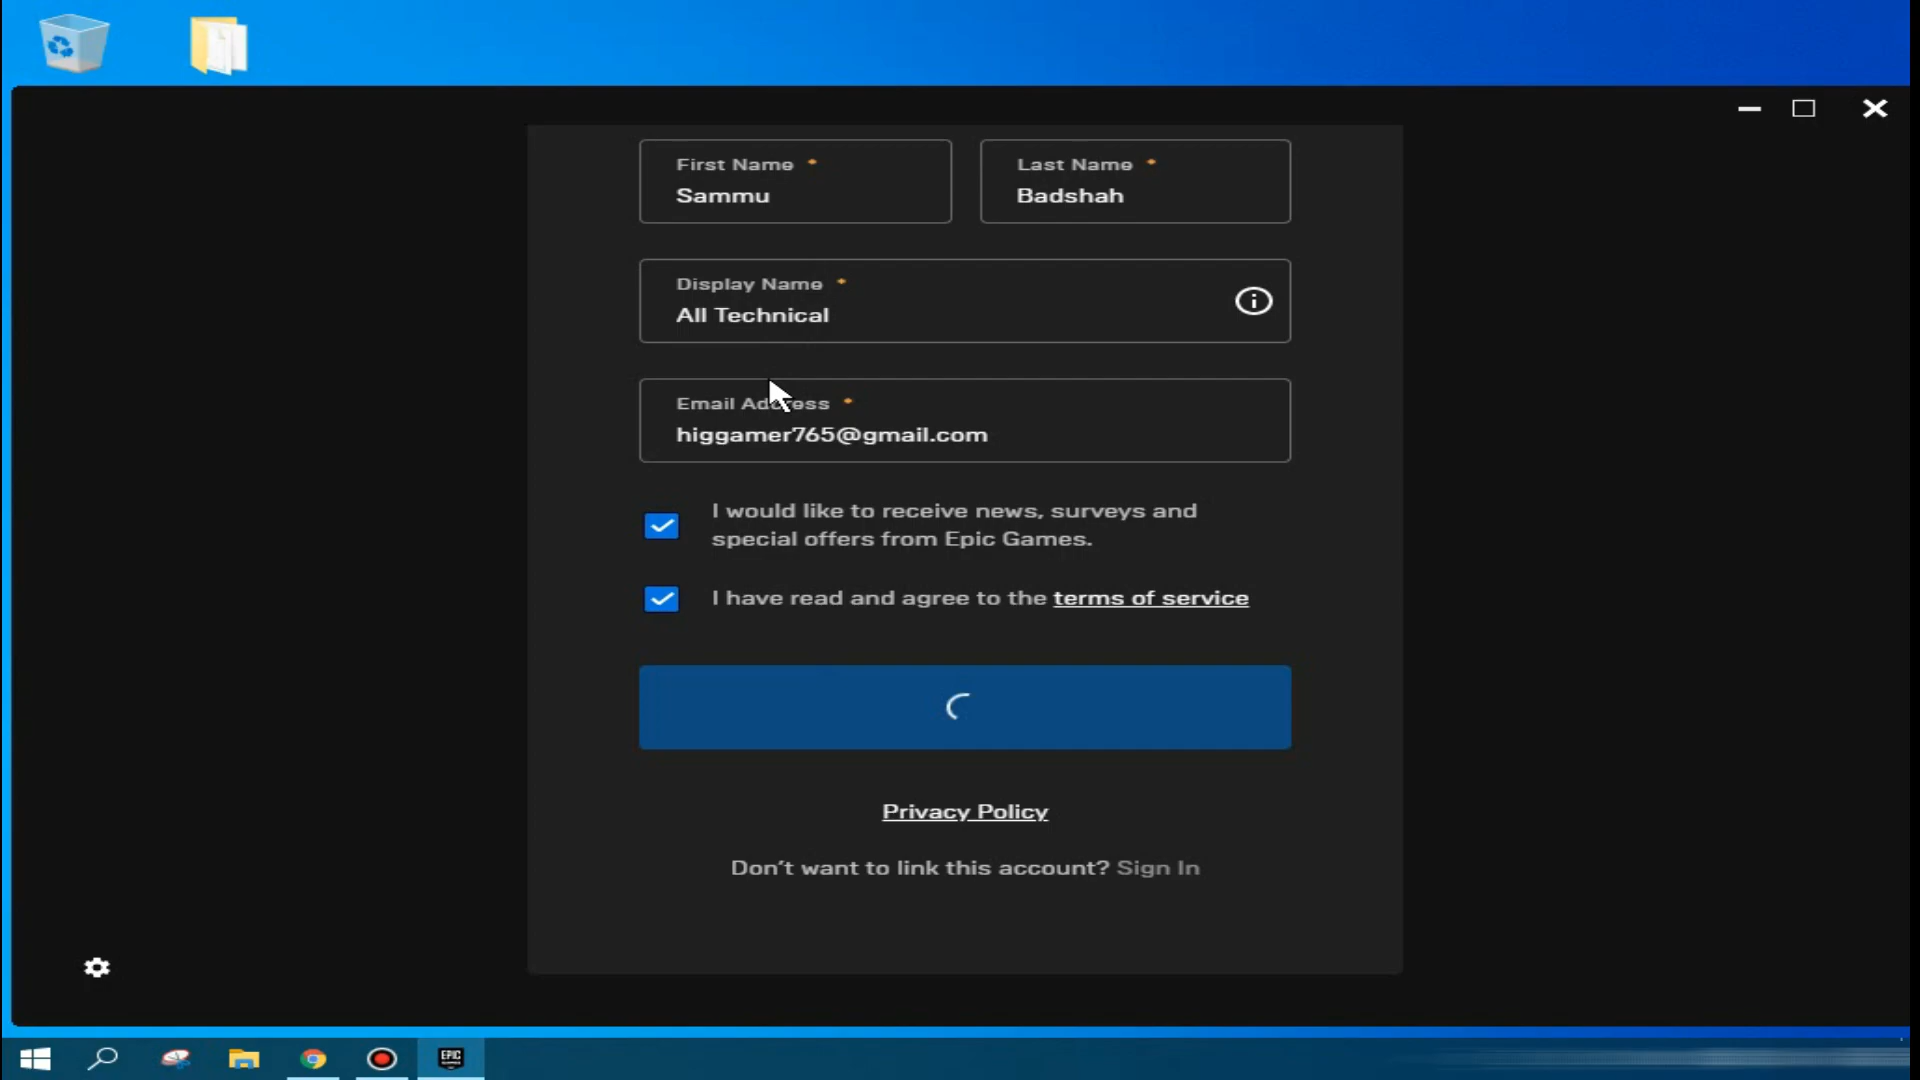 First Name *
Sammu
Last Name *
Badshah
Display Name *
All Technical
Email Address *
higgamer765@gmail.com
I would like to receive news, surveys and
special offers from Epic Games.
I have read and agree to the terms of service
Privacy Policy
Don't want to link this account? Sign In
EPIC